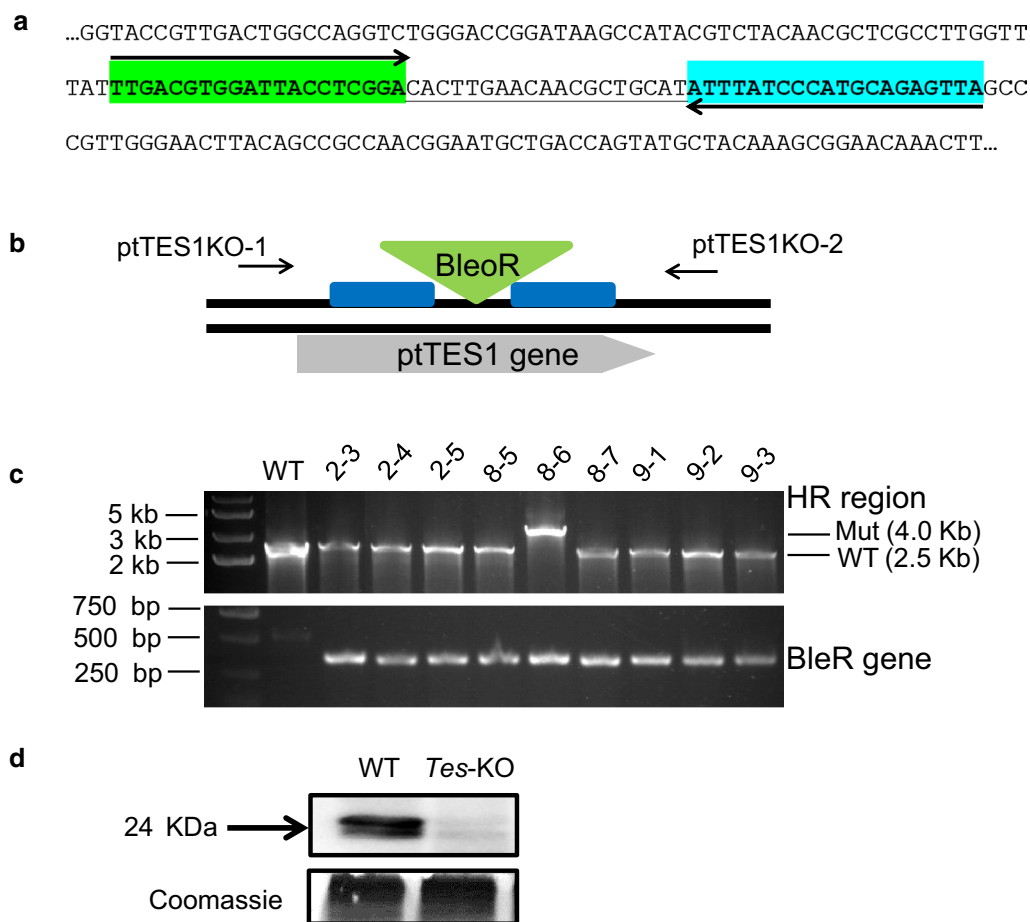 a
...GGTACCGTTGACTGGCCAGGTCTGGGACCGGATAAGCCATACGTCTACAACGCTCGCCTTGGTT
TATTTGACGTGGATTACCTCGGACACTTGAACAACGCTGCATATTTATCCCATGCAGAGTTAGCC
CGTTGGGAACTTACAGCCGCCAACGGAATGCTGACCAGTATGCTACAAAGCGGAACAAACTT...
b
ptTES1KO-1
BleoR
ptTES1KO-2
ptTES1 gene
c
WT 2-3 2-4 2-5 8-5 8-6 8-7 9-1 9-2 9-3
HR region
5 kb
3 kb
2 kb
Mut (4.0 Kb)
WT (2.5 Kb)
750 bp
500 bp
250 bp
BleR gene
d
WT Tes-KO
24 KDa
Coomassie